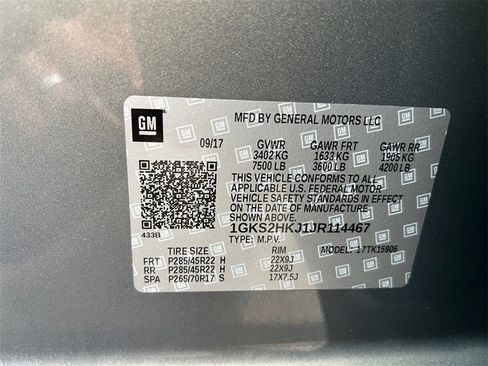 GM
MFD BY GENERAL MOTORS LLC
09/17 GVWR GAWR FRT GAWR RR
3402 KG 1633 KG 1905 KG
7500 LB 3600 LB 4200 LB
THIS VEHICLE CONFORMS TO ALL
APPLICABLE U.S. FEDERAL MOTOR
VEHICLE SAFETY STANDARDS IN EFFECT
ON THE DATE OF MANUFACTURE
SHOWN ABOVE.
1GKS2HKJ1JR114467
433B TYPE: M.P.V. MODEL: 17TK15906
TIRE SIZE RIM
FRT P285/45R22 H 22X9J
RR P285/45R22 H 22X9J
SPA P265/70R17 S 17X7.5J